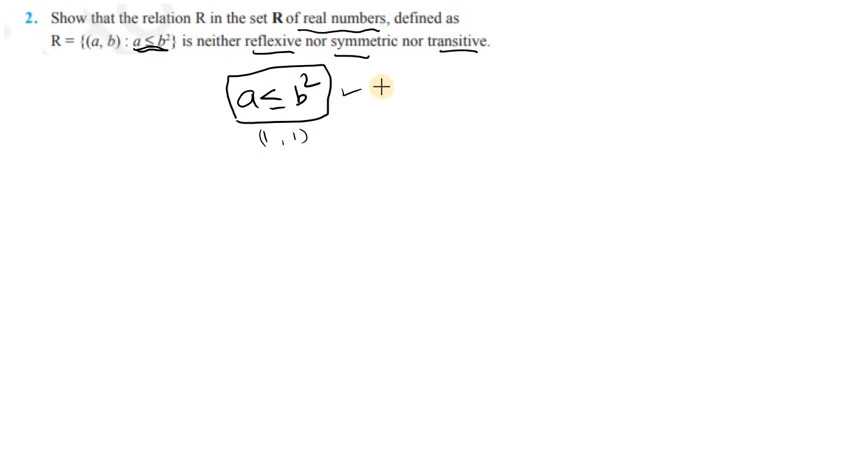 2. Show that the relation R in the set R of real numbers, defined as
R = {(a, b) : a ≤ b²} is neither reflexive nor symmetric nor transitive.
a ≤ b² ✓
(1, 1)